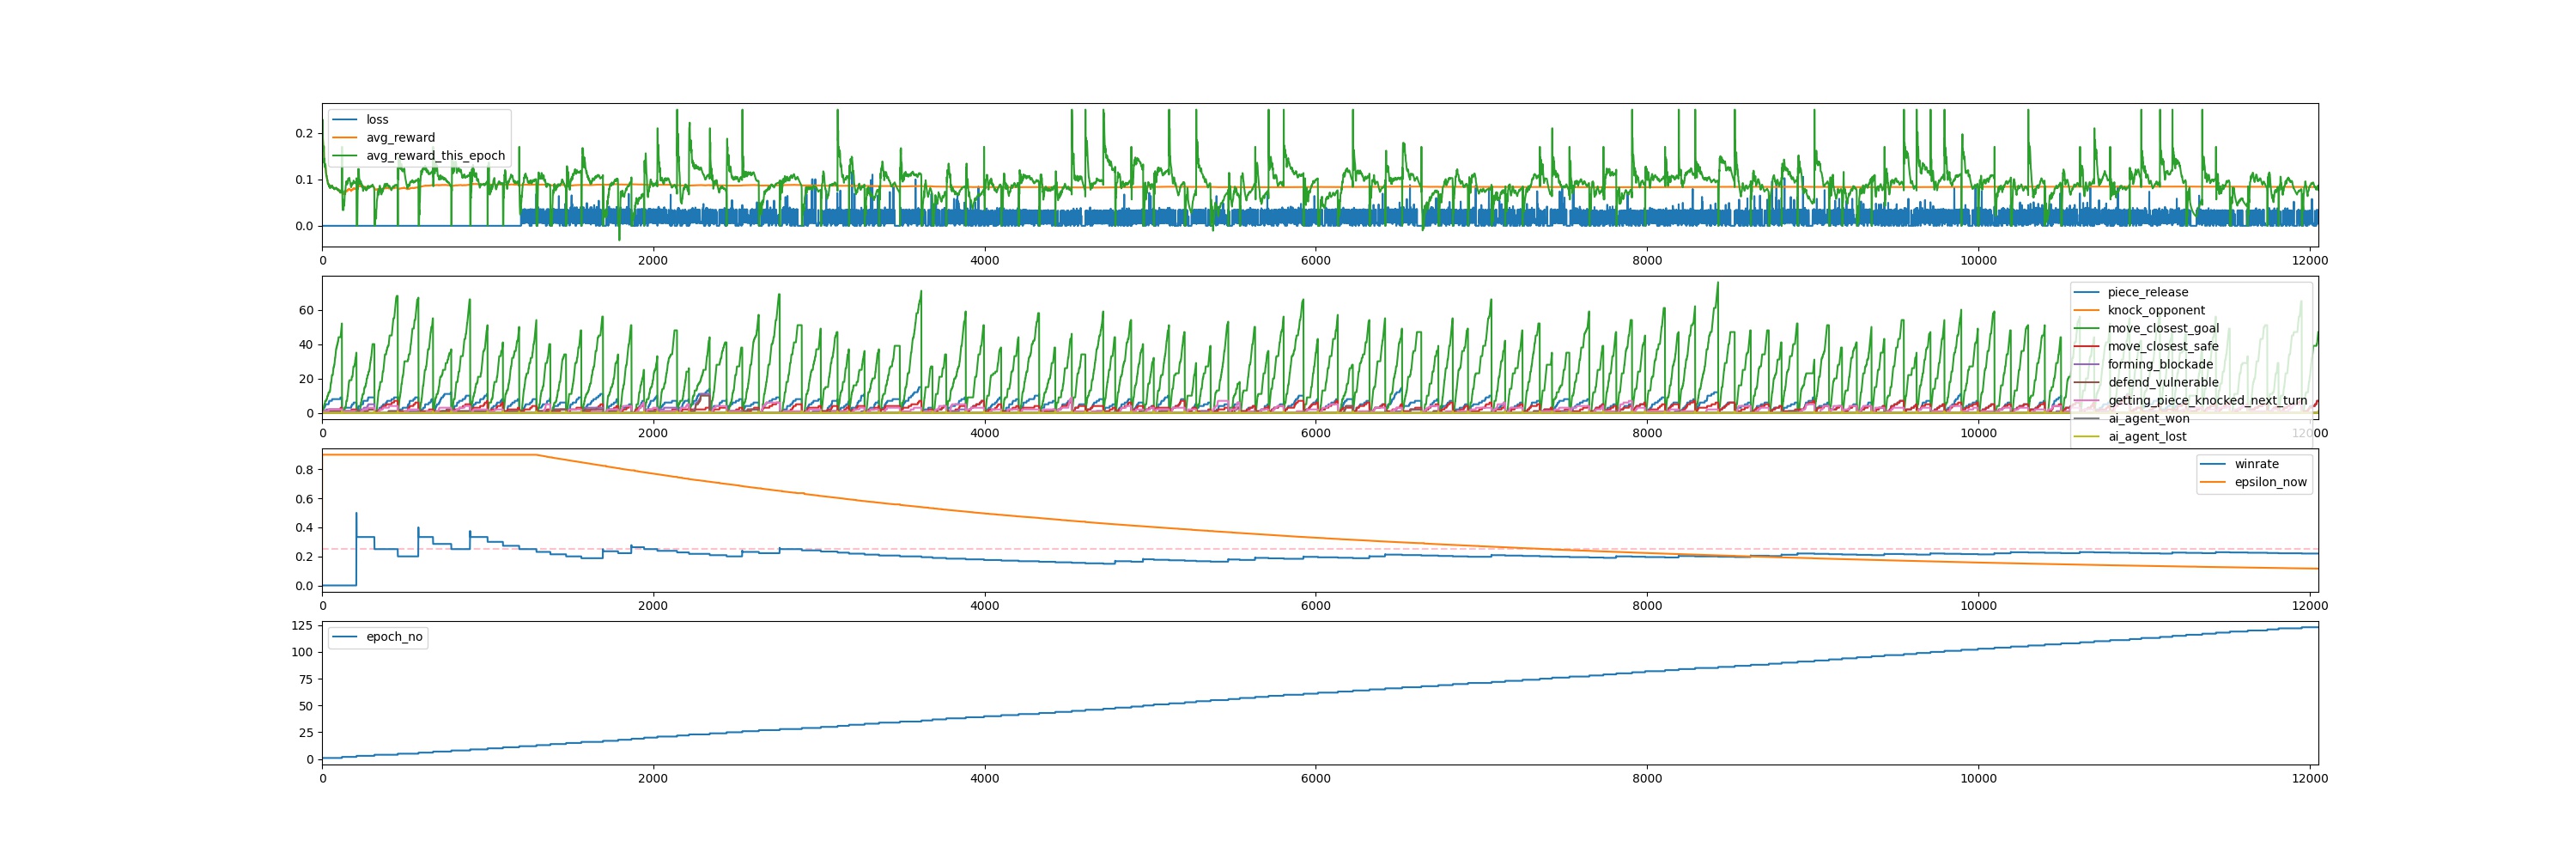 loss
avg_reward
avg_reward_this_epoch
0.2
0.1
0.0
0 2000 4000 6000 8000 10000 12000
piece_release
knock_opponent
move_closest_goal
move_closest_safe
forming_blockade
defend_vulnerable
getting_piece_knocked_next_turn
ai_agent_won
ai_agent_lost
60
40
20
0
0 2000 4000 6000 8000 10000 12000
winrate
epsilon_now
0.8
0.6
0.4
0.2
0.0
0 2000 4000 6000 8000 10000 12000
epoch_no
125
100
75
50
25
0
0 2000 4000 6000 8000 10000 12000